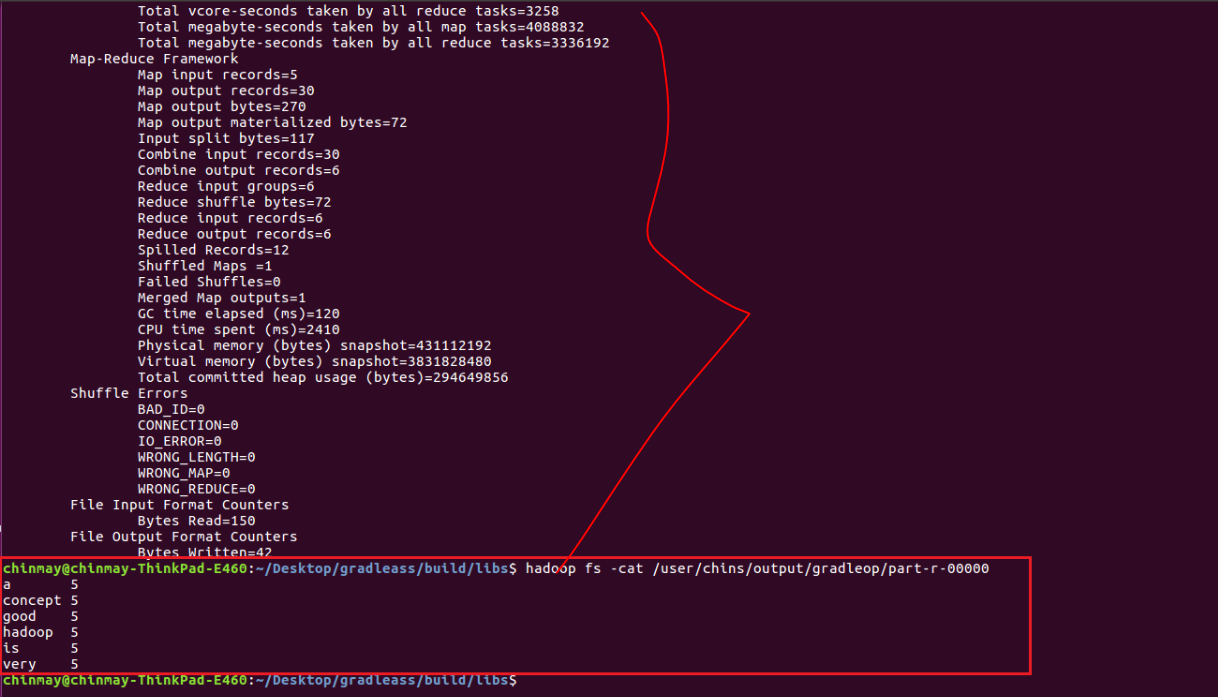 Total vcore-seconds taken by all reduce tasks=3258
Total megabyte-seconds taken by all map tasks=4088832
Total megabyte-seconds taken by all reduce tasks=3336192
Map-Reduce Framework
Map input records=5
Map output records=30
Map output bytes=270
Map output materialized bytes=72
Input split bytes=117
Combine input records=30
Combine output records=6
Reduce input groups=6
Reduce shuffle bytes=72
Reduce input records=6
Reduce output records=6
Spilled Records=12
Shuffled Maps =1
Failed Shuffles=0
Merged Map outputs=1
GC time elapsed (ms)=120
CPU time spent (ms)=2410
Physical memory (bytes) snapshot=431112192
Virtual memory (bytes) snapshot=3831828480
Total committed heap usage (bytes)=294649856
Shuffle Errors
BAD_ID=0
CONNECTION=0
IO_ERROR=0
WRONG_LENGTH=0
WRONG_MAP=0
WRONG_REDUCE=0
File Input Format Counters
Bytes Read=150
File Output Format Counters
Bytes Written=42
chinmay@chinmay-ThinkPad-E460:~/Desktop/gradleass/build/libs$ hadoop fs -cat /user/chins/output/gradleop/part-r-00000
a 5
concept 5
good 5
hadoop 5
is 5
very 5
chinmay@chinmay-ThinkPad-E460:~/Desktop/gradleass/build/libs$